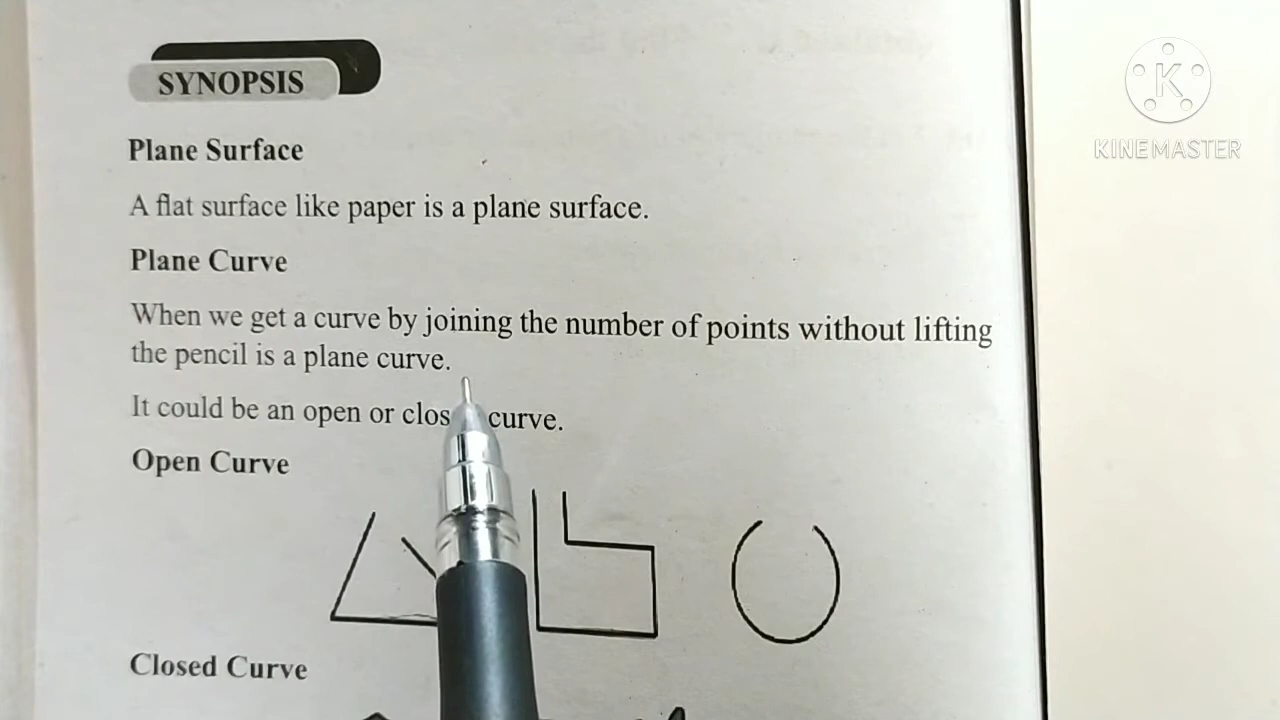 SYNOPSIS
Plane Surface
A flat surface like paper is a plane surface.
Plane Curve
When we get a curve by joining the number of points without lifting
the pencil is a plane curve.
It could be an open or clos curve.
Open Curve
Closed Curve
K
KINEMASTER